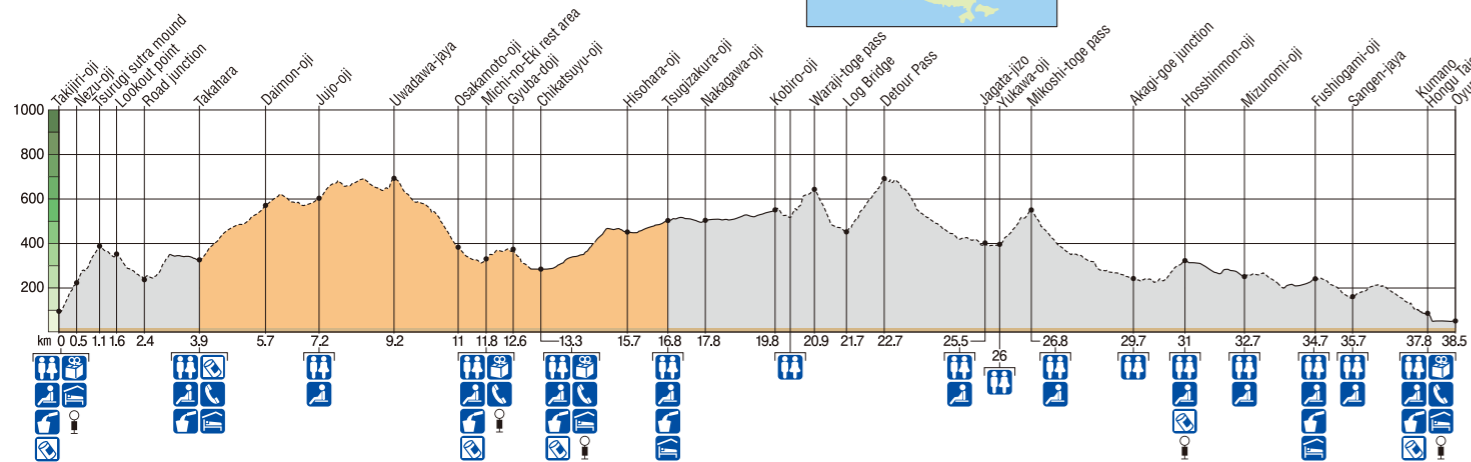 Takijiri-oji
Nezu-oji
Tsurugi sutra mound
Lookout point
Road junction
Takahara
Daimon-oji
Jujo-oji
Uwadawa-jaya
Osakamoto-oji
Michi-no-Eki rest area
Gyuba-doji
Chikatsuyu-oji
Hisohara-oji
Tsugizakura-oji
Nakagawa-oji
Kobiro-oji
Waraji-toge pass
Log Bridge
Detour Pass
Jagata-jizo
Yukawa-oji
Mikoshi-toge pass
Akagi-goe junction
Hosshinmon-oji
Mizunomi-oji
Fushiogami-oji
Sangen-jaya
Kumano
Hongu Tai
Oyu
1000
800
600
400
200
km 0 0.5 1.1 1.6 2.4 3.9 5.7 7.2 9.2 11 11.8 12.6 13.3 15.7 16.8 17.8 19.8 20.9 21.7 22.7 25.5 26.8 29.7 31 32.7 34.7 35.7 37.8 38.5
26